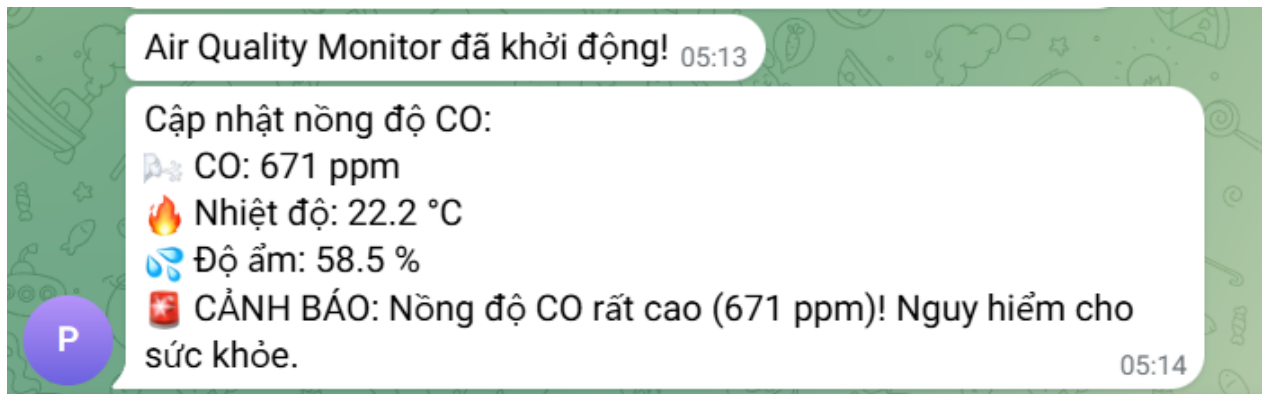 Air Quality Monitor đã khởi động! 05:13
Cập nhật nồng độ CO:
🌬️ CO: 671 ppm
🔥 Nhiệt độ: 22.2 °C
💦 Độ ẩm: 58.5 %
🚨 CẢNH BÁO: Nồng độ CO rất cao (671 ppm)! Nguy hiểm cho
sức khỏe. 05:14
P